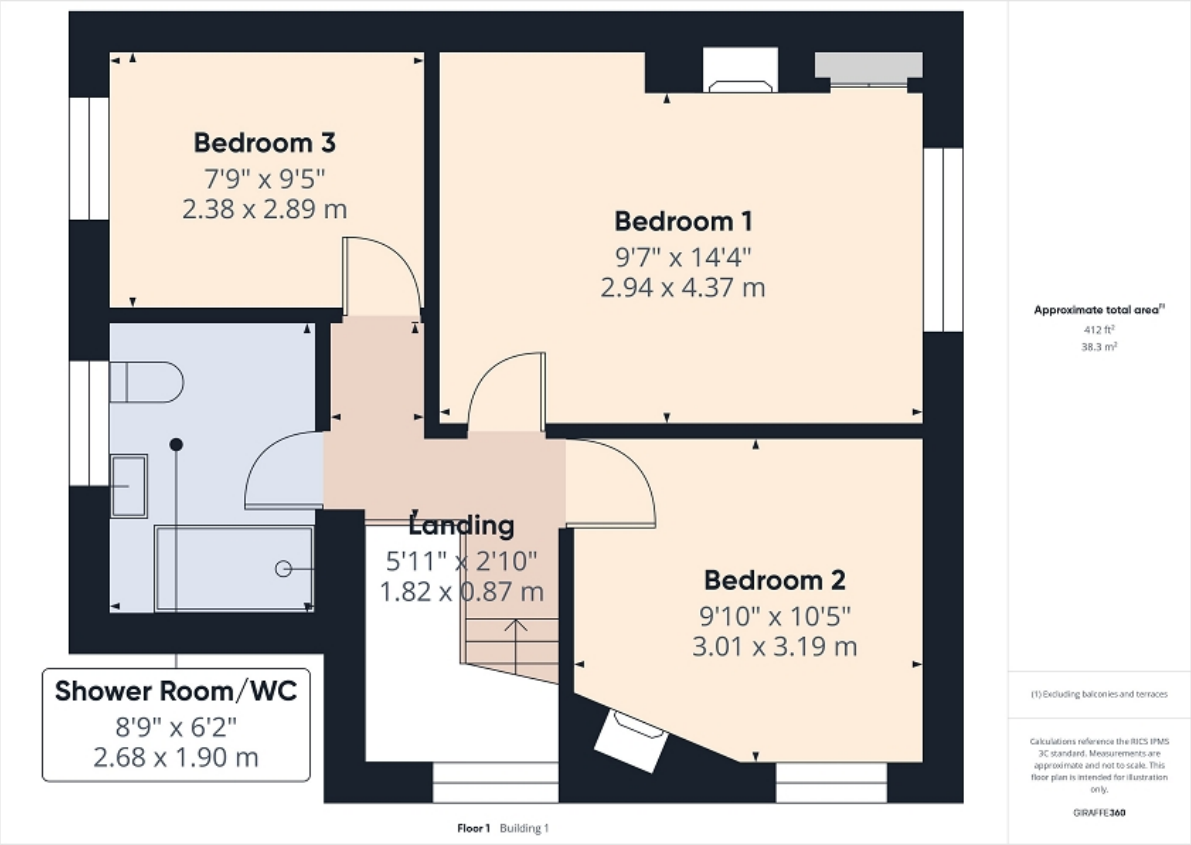 Bedroom 3
7'9" x 9'5"
2.38 x 2.89 m
Bedroom 1
9'7" x 14'4"
2.94 x 4.37 m
Landing
5'11" x 2'10"
1.82 x 0.87 m
Bedroom 2
9'10" x 10'5"
3.01 x 3.19 m
Shower Room/WC
8'9" x 6'2"
2.68 x 1.90 m
Floor 1 Building 1
Approximate total area⁽¹⁾
412 ft²
38.3 m²
(1) Excluding balconies and terraces
Calculations reference the RICS IPMS
3C standard. Measurements are
approximate and not to scale. This
floor plan is intended for illustration
only.
GIRAFFE360